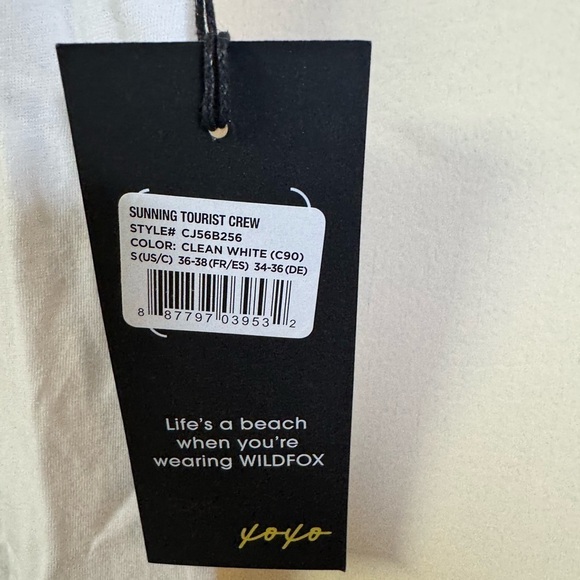 SUNNING TOURIST CREW
STYLE# CJ56B256
COLOR: CLEAN WHITE (C90)
S(US/C) 36-38(FR/ES) 34-36(DE)
8 87797 03953 2
Life's a beach
when you're
wearing WILDFOX
xoxo